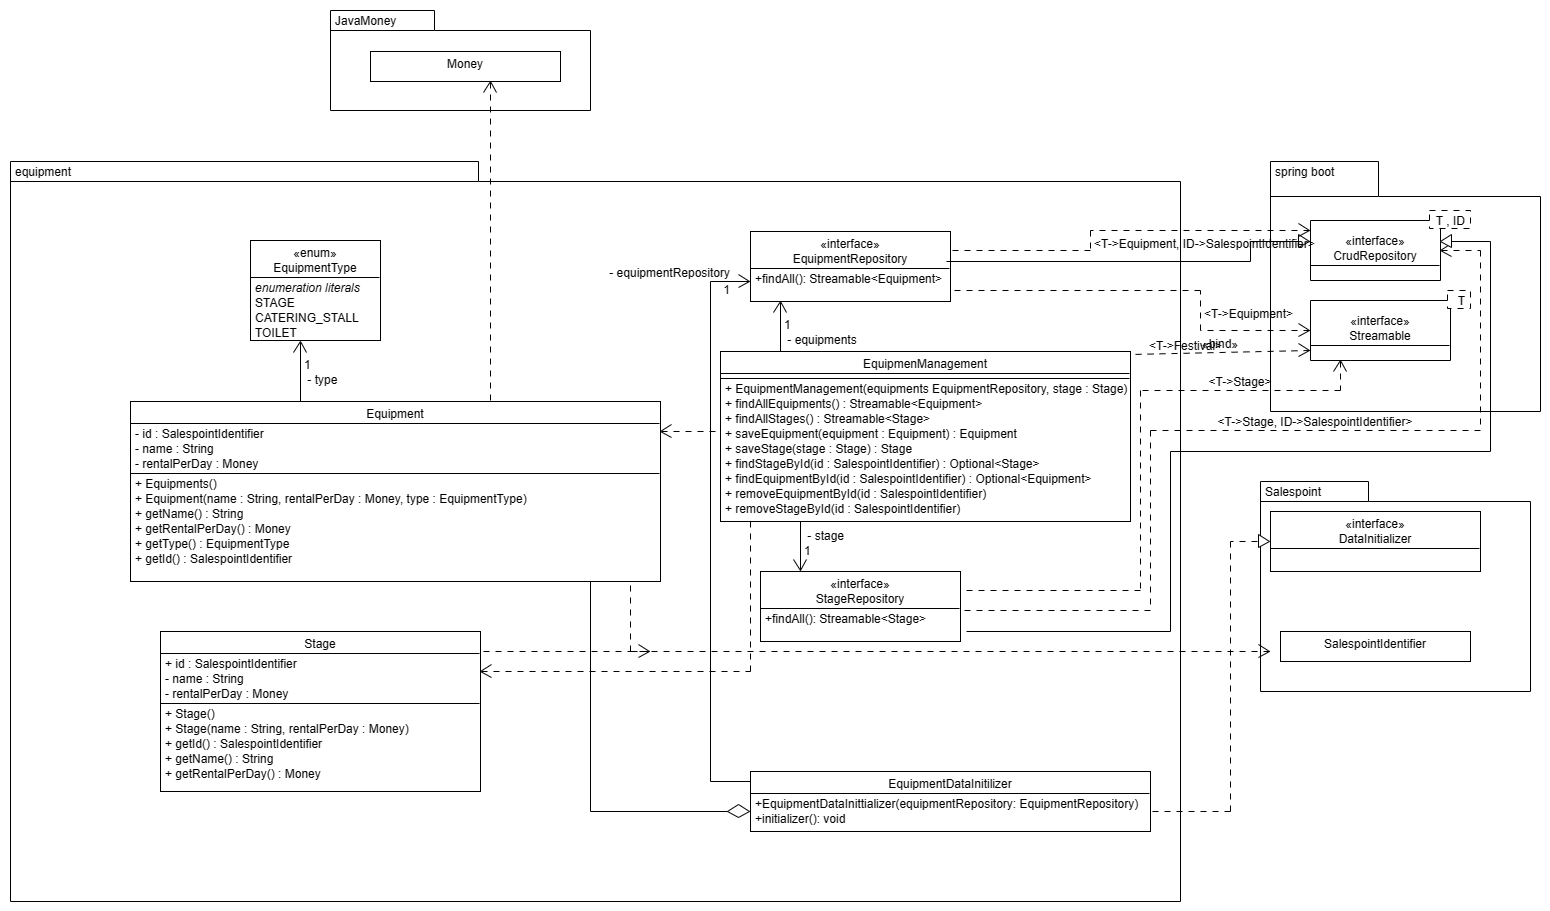 JavaMoney
Money
equipment
«enum»
EquipmentType
enumeration literals
STAGE
CATERING_STALL
TOILET
1
- type
Equipment
- id : SalespointIdentifier
- name : String
- rentalPerDay : Money
+ Equipments()
+ Equipment(name : String, rentalPerDay : Money, type : EquipmentType)
+ getName() : String
+ getRentalPerDay() : Money
+ getType() : EquipmentType
+ getId() : SalespointIdentifier
Stage
+ id : SalespointIdentifier
- name : String
- rentalPerDay : Money
+ Stage()
+ Stage(name : String, rentalPerDay : Money)
+ getId() : SalespointIdentifier
+ getName() : String
+ getRentalPerDay() : Money
«interface»
EquipmentRepository
+findAll(): Streamable<Equipment>
- equipmentRepository
1
1
- equipments
EquipmenManagement
+ EquipmentManagement(equipments EquipmentRepository, stage : Stage)
+ findAllEquipments() : Streamable<Equipment>
+ findAllStages() : Streamable<Stage>
+ saveEquipment(equipment : Equipment) : Equipment
+ saveStage(stage : Stage) : Stage
+ findStageById(id : SalespointIdentifier) : Optional<Stage>
+ findEquipmentById(id : SalespointIdentifier) : Optional<Equipment>
+ removeEquipmentById(id : SalespointIdentifier)
+ removeStageById(id : SalespointIdentifier)
- stage
1
«interface»
StageRepository
+findAll(): Streamable<Stage>
EquipmentDataInitilizer
+EquipmentDataInittializer(equipmentRepository: EquipmentRepository)
+initializer(): void
<T->Equipment, ID->SalespointIdentifier>
<T->Equipment>
<T->Festival>
«bind»
<T->Stage>
<T->Stage, ID->SalespointIdentifier>
spring boot
T , ID
«interface»
CrudRepository
T
«interface»
Streamable
Salespoint
«interface»
DataInitializer
SalespointIdentifier